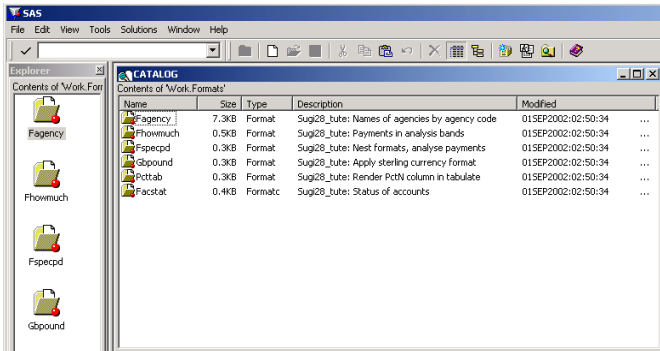 SAS
File Edit View Tools Solutions Window Help
Explorer
Contents of 'Work.Forr
Fagency
Fhowmuch
Fspecpd
Gbpound
CATALOG
Contents of 'Work.Formats'
Name Size Type Description Modified
Fagency 7.3KB Format Sugi28_tute: Names of agencies by agency code 01SEP2002:02:50:34 ...
Fhowmuch 0.5KB Format Sugi28_tute: Payments in analysis bands 01SEP2002:02:50:34 ...
Fspecpd 0.3KB Format Sugi28_tute: Nest formats, analyse payments 01SEP2002:02:50:34 ...
Gbpound 0.3KB Format Sugi28_tute: Apply sterling currency format 01SEP2002:02:50:34 ...
Pcttab 0.3KB Format Sugi28_tute: Render PctN column in tabulate 01SEP2002:02:50:34 ...
Facstat 0.4KB Formatc Sugi28_tute: Status of accounts 01SEP2002:02:50:34 ...